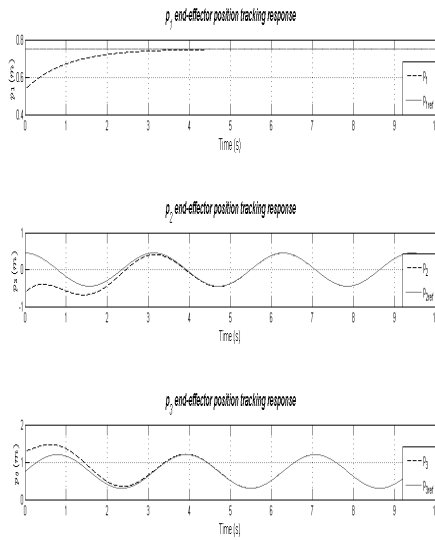 p1 end-effector position tracking response
0.8
0.6
0.4
p1(m)
0 1 2 3 4 5 6 7 8 9 10
Time (s)
p1
p1ref
p2 end-effector position tracking response
1
0
-1
p2(m)
0 1 2 3 4 5 6 7 8 9 10
Time (s)
p2
p2ref
p3 end-effector position tracking response
2
1
0
p3(m)
0 1 2 3 4 5 6 7 8 9 10
Time (s)
p3
p3ref